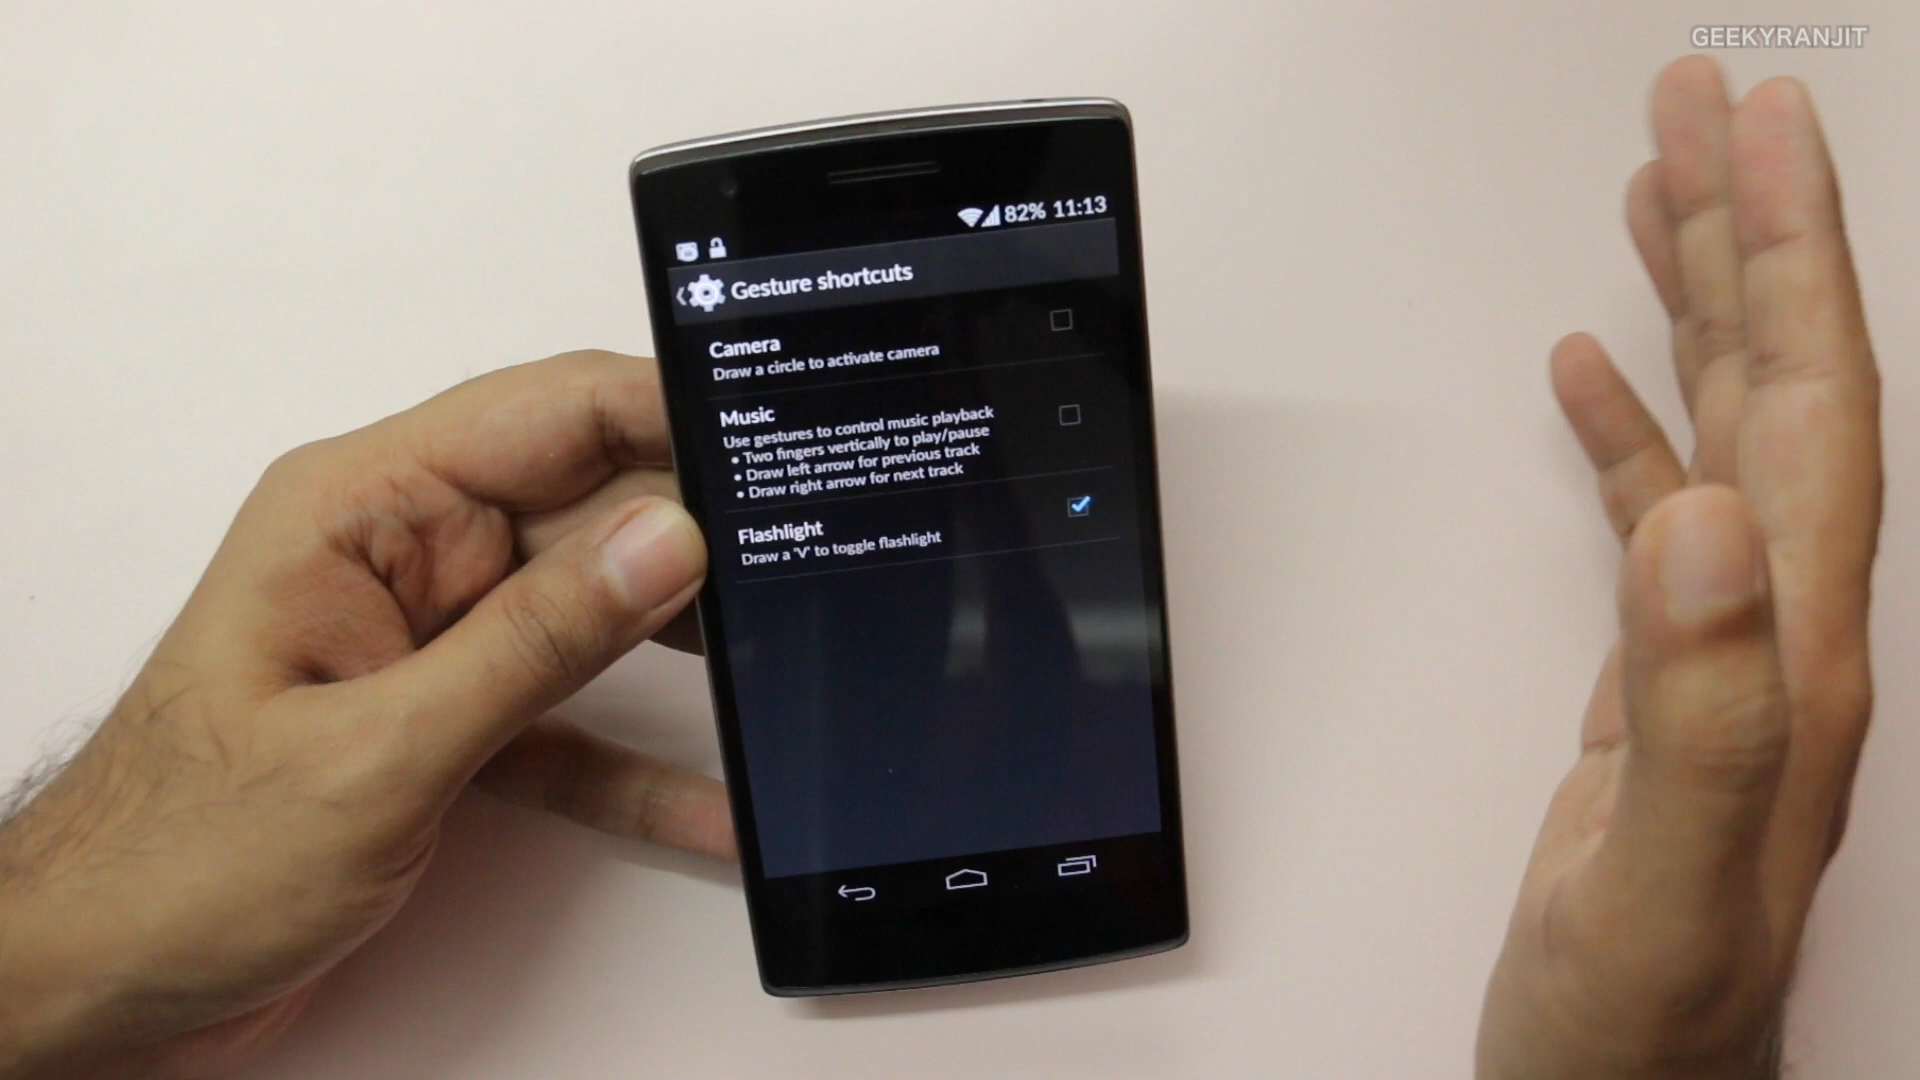 GEEKYRANJIT
82% 11:13
Gesture shortcuts
Camera
Draw a circle to activate camera
Music
Use gestures to control music playback
• Two fingers vertically to play/pause
• Draw left arrow for previous track
• Draw right arrow for next track
Flashlight
Draw a 'V' to toggle flashlight